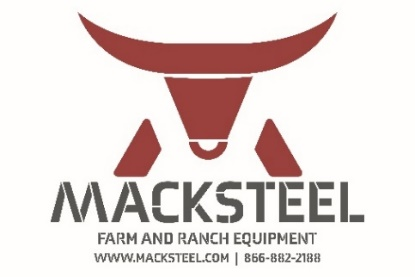 MACKSTEEL
FARM AND RANCH EQUIPMENT
WWW.MACKSTEEL.COM | 866-882-2188